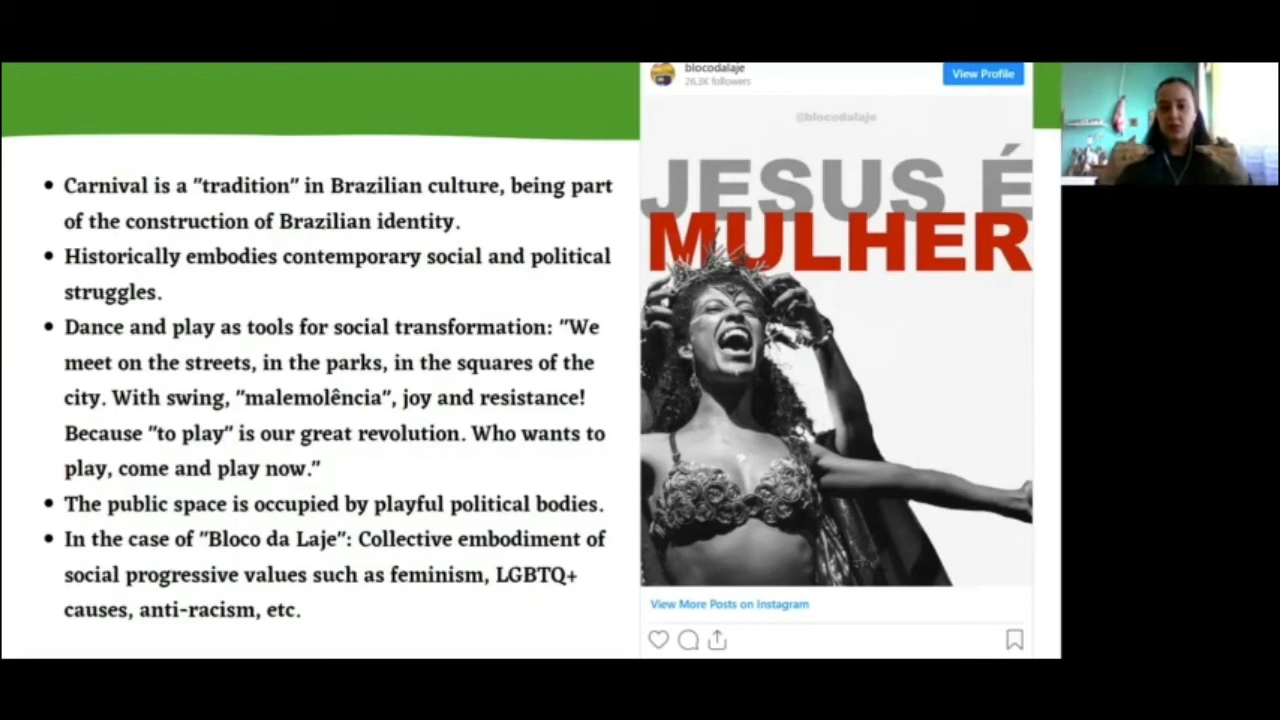 • Carnival is a "tradition" in Brazilian culture, being part
of the construction of Brazilian identity.
• Historically embodies contemporary social and political
struggles.
• Dance and play as tools for social transformation: "We
meet on the streets, in the parks, in the squares of the
city. With swing, "malemolência", joy and resistance!
Because "to play" is our great revolution. Who wants to
play, come and play now."
• The public space is occupied by playful political bodies.
• In the case of "Bloco da Laje": Collective embodiment of
social progressive values such as feminism, LGBTQ+
causes, anti-racism, etc.
blocodalaje
26.3K followers
View Profile
@blocodalaje
JESUS É
MULHER
View More Posts on Instagram